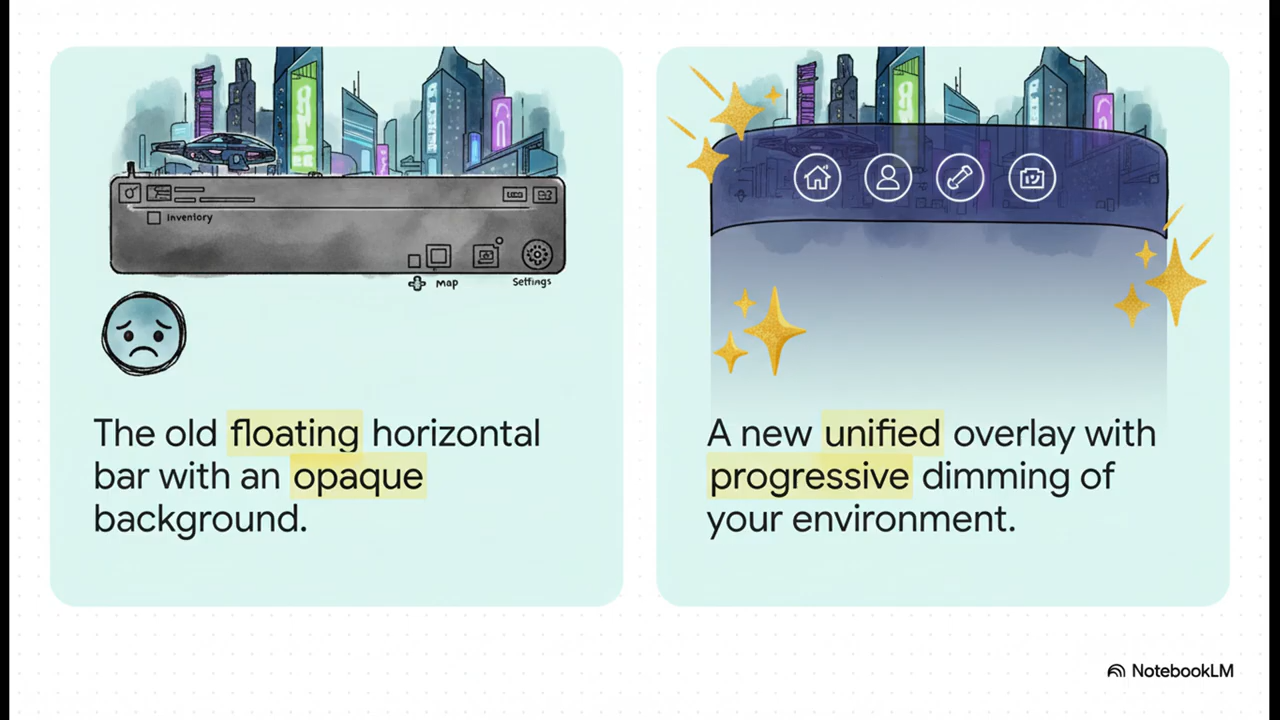 Inventory
Map
Settings
The old floating horizontal
bar with an opaque
background.
A new unified overlay with
progressive dimming of
your environment.
NotebookLM